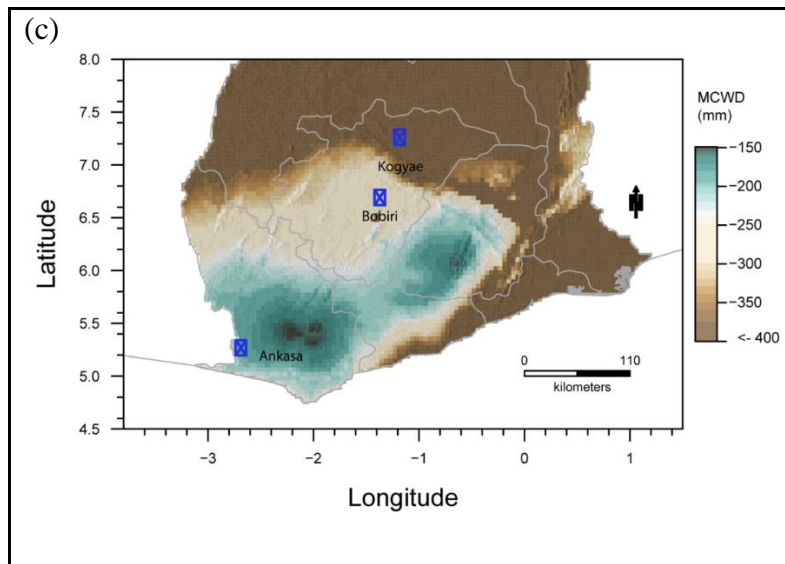 (c)
8.0
7.5
7.0
6.5
6.0
5.5
5.0
4.5
Latitude
Kogyae
Bobiri
Ankasa
N
0 110
kilometers
MCWD
(mm)
−150
−200
−250
−300
−350
<- 400
−3 −2 −1 0 1
Longitude